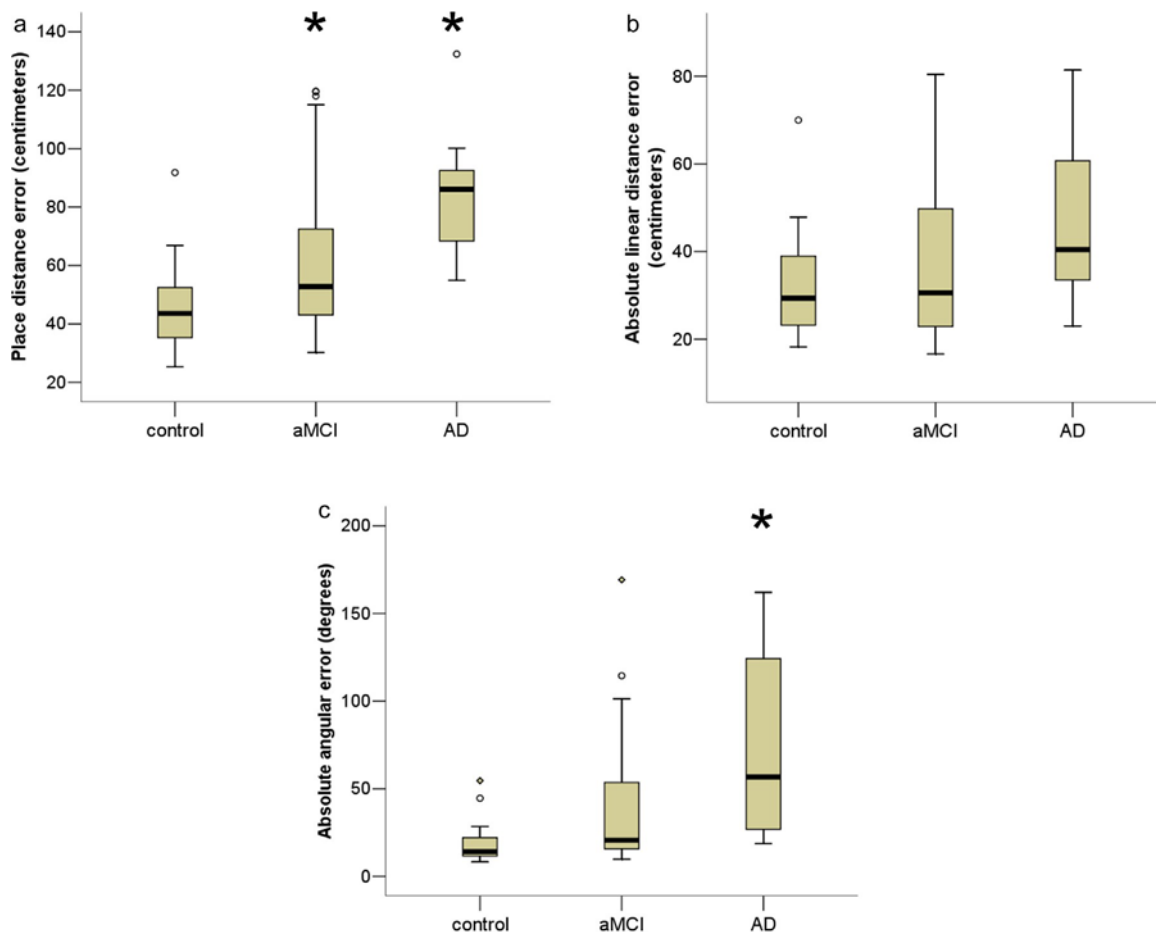 a
* *
Place distance error (centimeters)
140
120
100
80
60
40
20
control aMCI AD
b
Absolute linear distance error
(centimeters)
80
60
40
20
control aMCI AD
c
*
Absolute angular error (degrees)
200
150
100
50
0
control aMCI AD